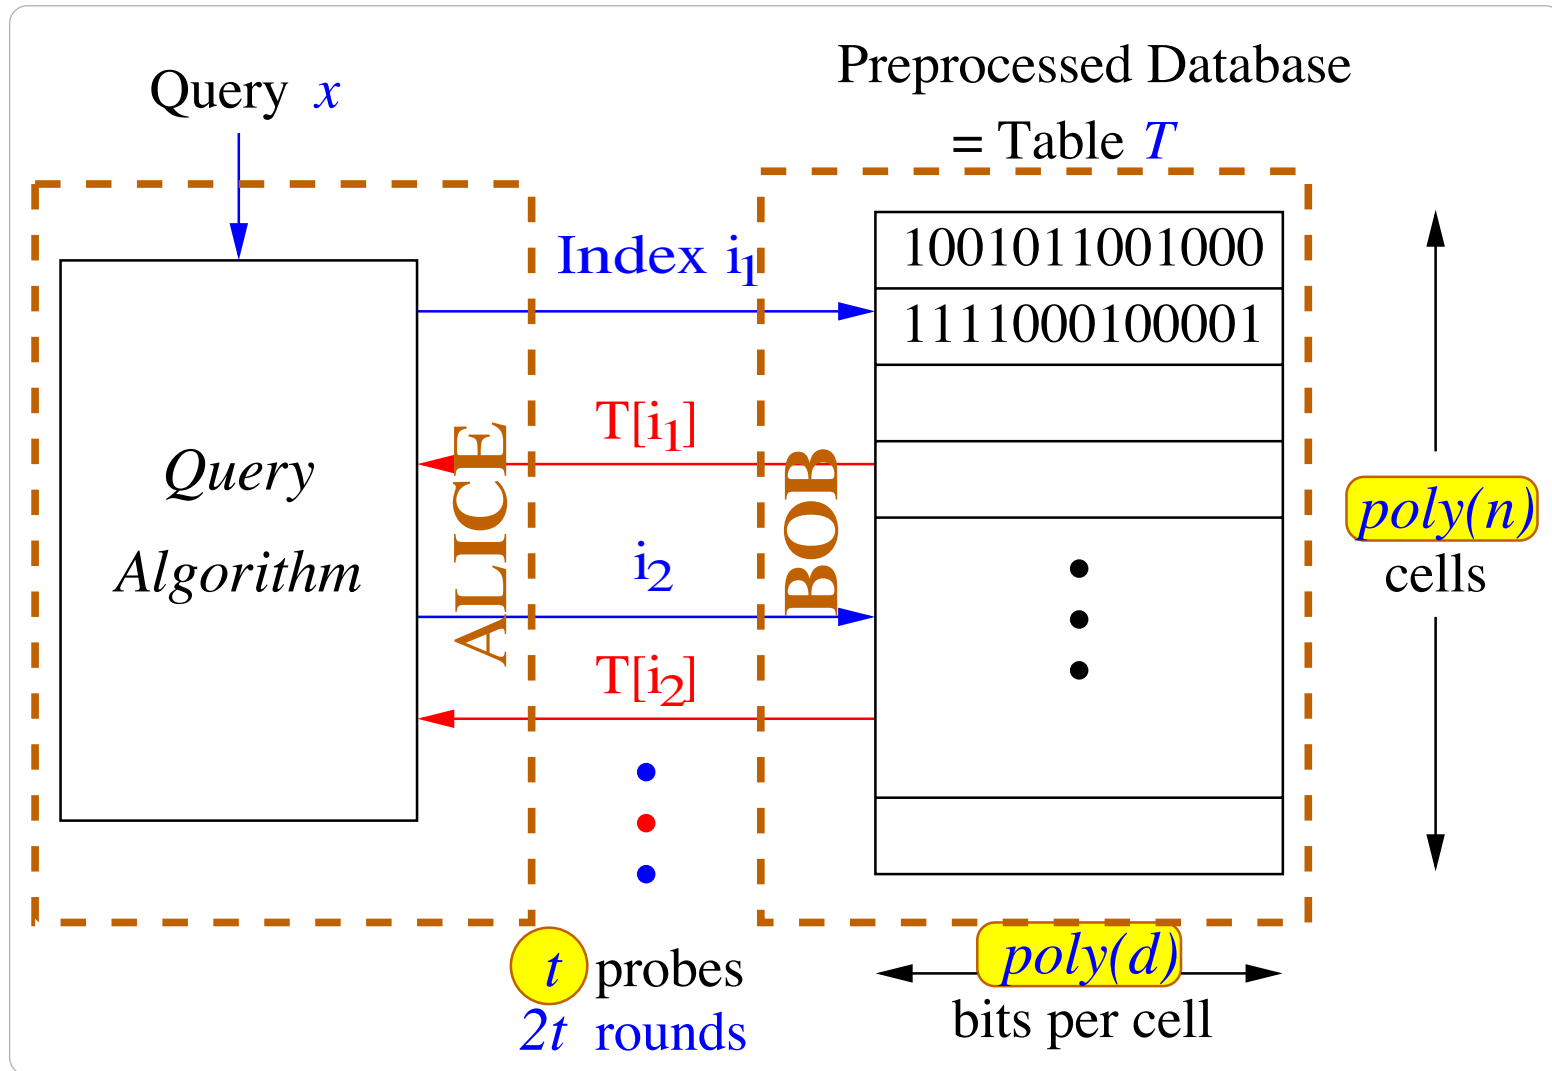 Query x
Preprocessed Database
= Table T
Index i1
1001011001000
1111000100001
T[i1]
Query
Algorithm
ALICE
BOB
i2
T[i2]
poly(n)
cells
t probes
2t rounds
poly(d)
bits per cell